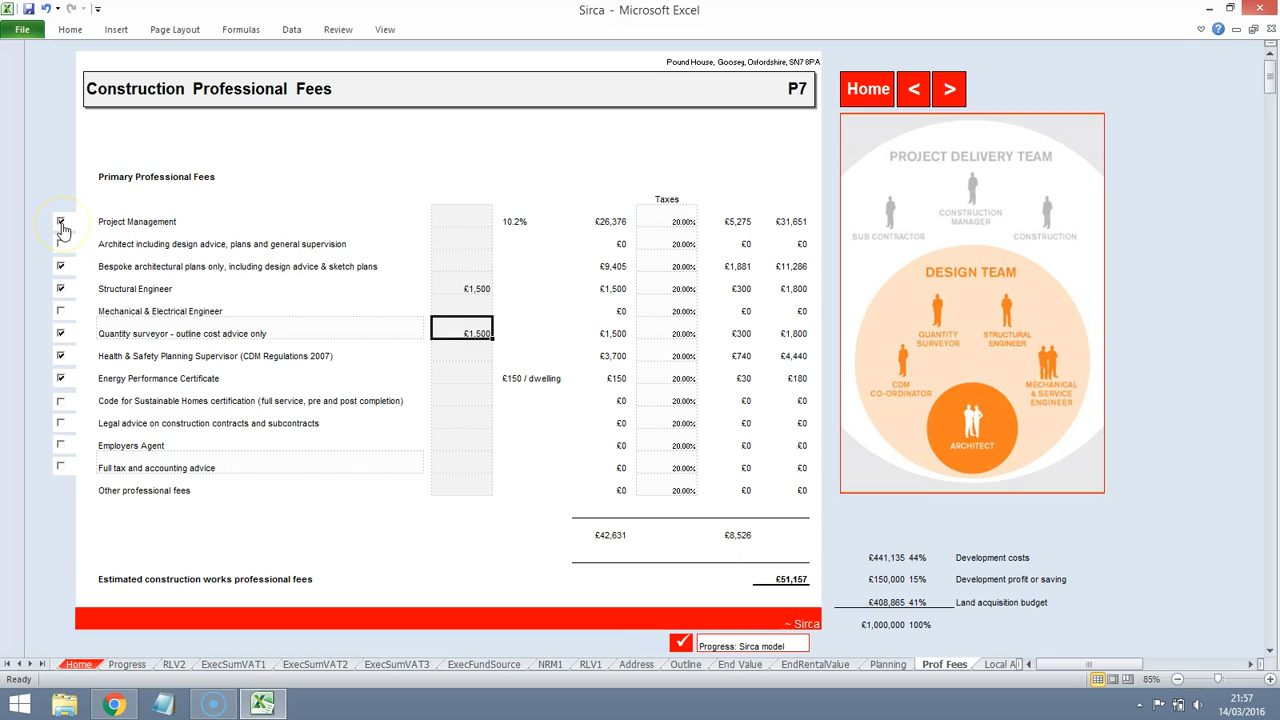 Sirca - Microsoft Excel
File Home Insert Page Layout Formulas Data Review View
Pound House, Goosey, Oxfordshire, SN7 8PA
Construction Professional Fees P7
Home < >
Primary Professional Fees
Taxes
Project Management 10.2% £26,376 20.00% £5,275 £31,651
Architect including design advice, plans and general supervision £0 20.00% £0 £0
Bespoke architectural plans only, including design advice & sketch plans £9,405 20.00% £1,881 £11,286
Structural Engineer £1,500 £1,500 20.00% £300 £1,800
Mechanical & Electrical Engineer £0 20.00% £0 £0
Quantity surveyor - outline cost advice only £1,500 £1,500 20.00% £300 £1,800
Health & Safety Planning Supervisor (CDM Regulations 2007) £3,700 20.00% £740 £4,440
Energy Performance Certificate £150 / dwelling £150 20.00% £30 £180
Code for Sustainable Homes certification (full service, pre and post completion) £0 20.00% £0 £0
Legal advice on construction contracts and subcontracts £0 20.00% £0 £0
Employers Agent £0 20.00% £0 £0
Full tax and accounting advice £0 20.00% £0 £0
Other professional fees £0 20.00% £0 £0
£42,631 £8,526
Estimated construction works professional fees £51,157
~ Sirca
Progress: Sirca model
PROJECT DELIVERY TEAM
CONSTRUCTION
MANAGER
SUB CONTRACTOR
CONSTRUCTION
DESIGN TEAM
QUANTITY
SURVEYOR
STRUCTURAL
ENGINEER
CDM
CO-ORDINATOR
MECHANICAL
& SERVICE
ENGINEER
ARCHITECT
£441,135 44% Development costs
£150,000 15% Development profit or saving
£408,865 41% Land acquisition budget
£1,000,000 100%
Home Progress RLV2 ExecSumVAT1 ExecSumVAT2 ExecSumVAT3 ExecFundSource NRM1 RLV1 Address Outline End Value EndRentalValue Planning Prof Fees Local A
Ready 85%
21:57
14/03/2016